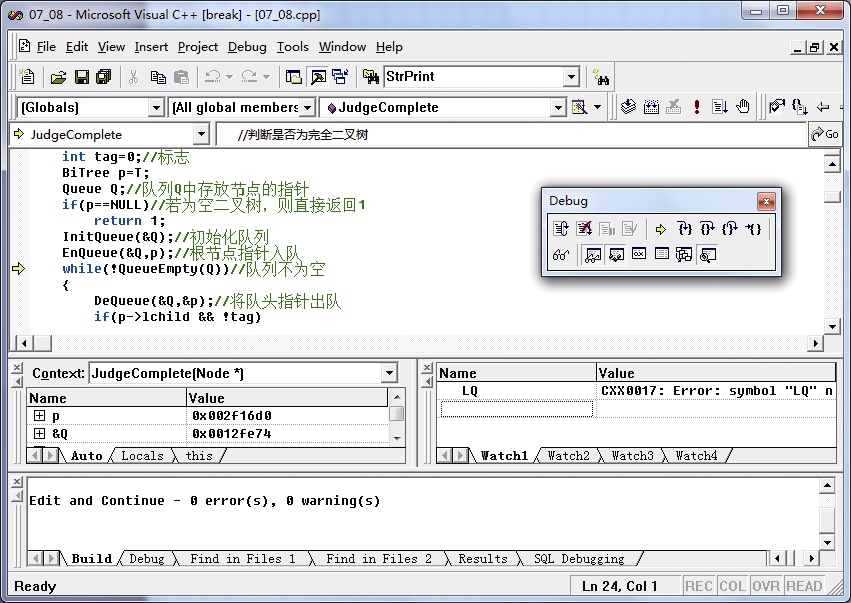 07_08 - Microsoft Visual C++ [break] - [07_08.cpp]
File Edit View Insert Project Debug Tools Window Help
StrPrint
(Globals) (All global members JudgeComplete
JudgeComplete //判断是否为完全二叉树 Go
int tag=0;//标志
BiTree p=T;
Queue Q;//队列Q中存放节点的指针
if(p==NULL)//若为空二叉树，则直接返回1
return 1;
InitQueue(&Q);//初始化队列
EnQueue(&Q,p);//根节点指针入队
while(!QueueEmpty(Q))//队列不为空
{
DeQueue(&Q,&p);//将队头指针出队
if(p->lchild && !tag)
Debug
Context: JudgeComplete(Node *)
Name Value
p 0x002f16d0
&Q 0x0012fe74
Auto Locals this
Name Value
LQ CXX0017: Error: symbol "LQ" n
Watch1 Watch2 Watch3 Watch4
Edit and Continue - 0 error(s), 0 warning(s)
Build Debug Find in Files 1 Find in Files 2 Results SQL Debugging
Ready Ln 24, Col 1 REC COL OVR READ